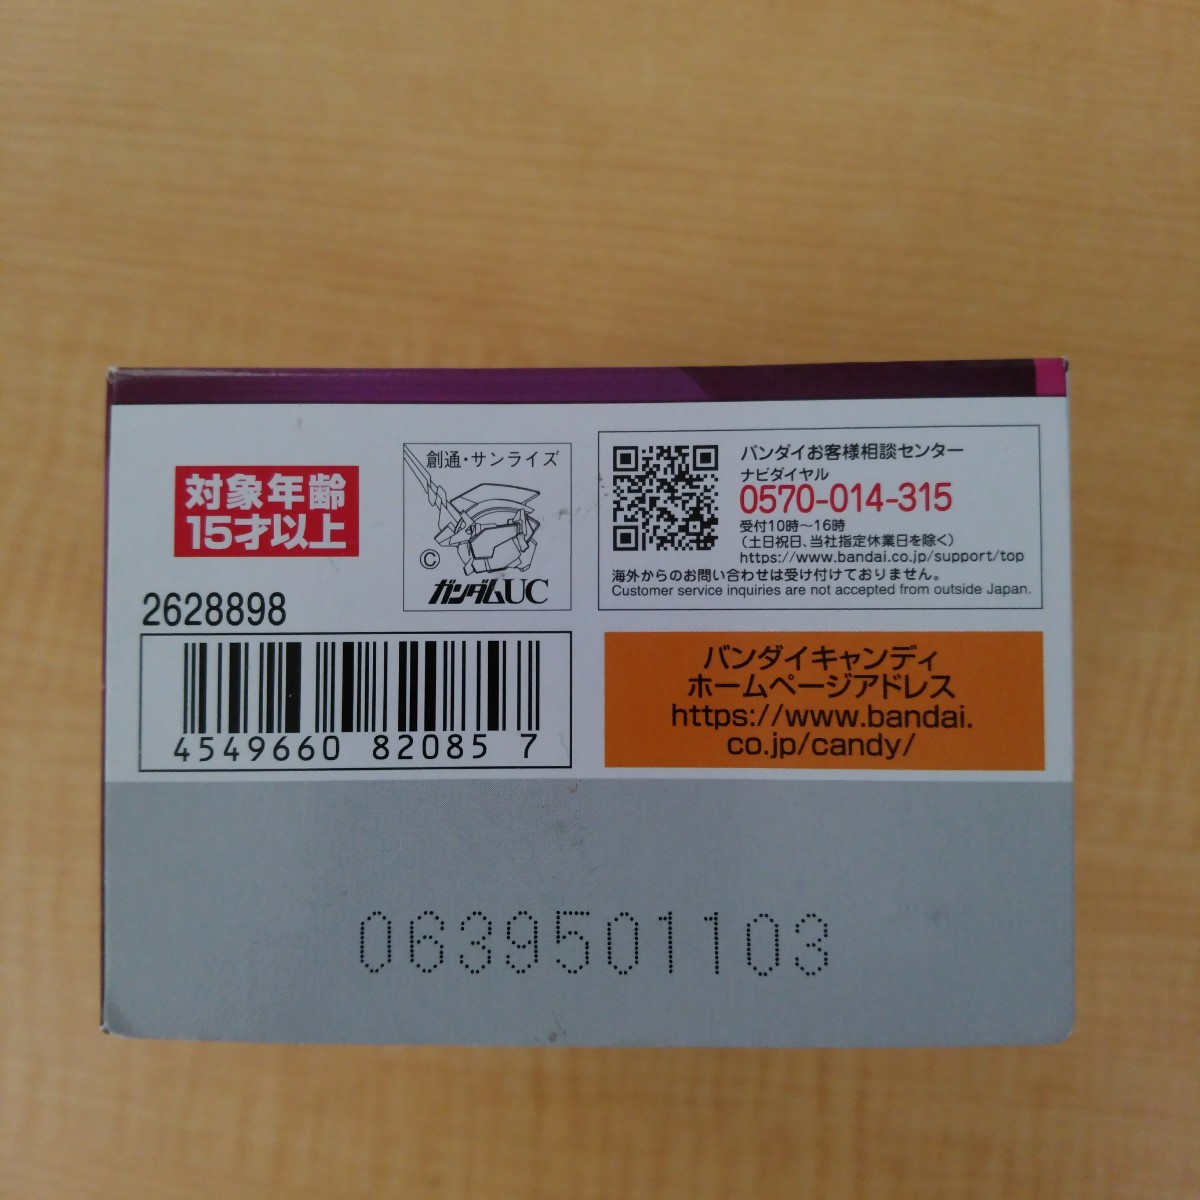 対象年齢
15才以上
創通・サンライズ
©
ガンダムUC
バンダイお客様相談センター
ナビダイヤル
0570-014-315
受付10時～16時
(土日祝日、当社指定休業日を除く)
https://www.bandai.co.jp/support/top
海外からのお問い合わせは受け付けておりません。
Customer service inquiries are not accepted from outside Japan.
2628898
4549660 82085 7
バンダイキャンディ
ホームページアドレス
https://www.bandai.
co.jp/candy/
0639501103